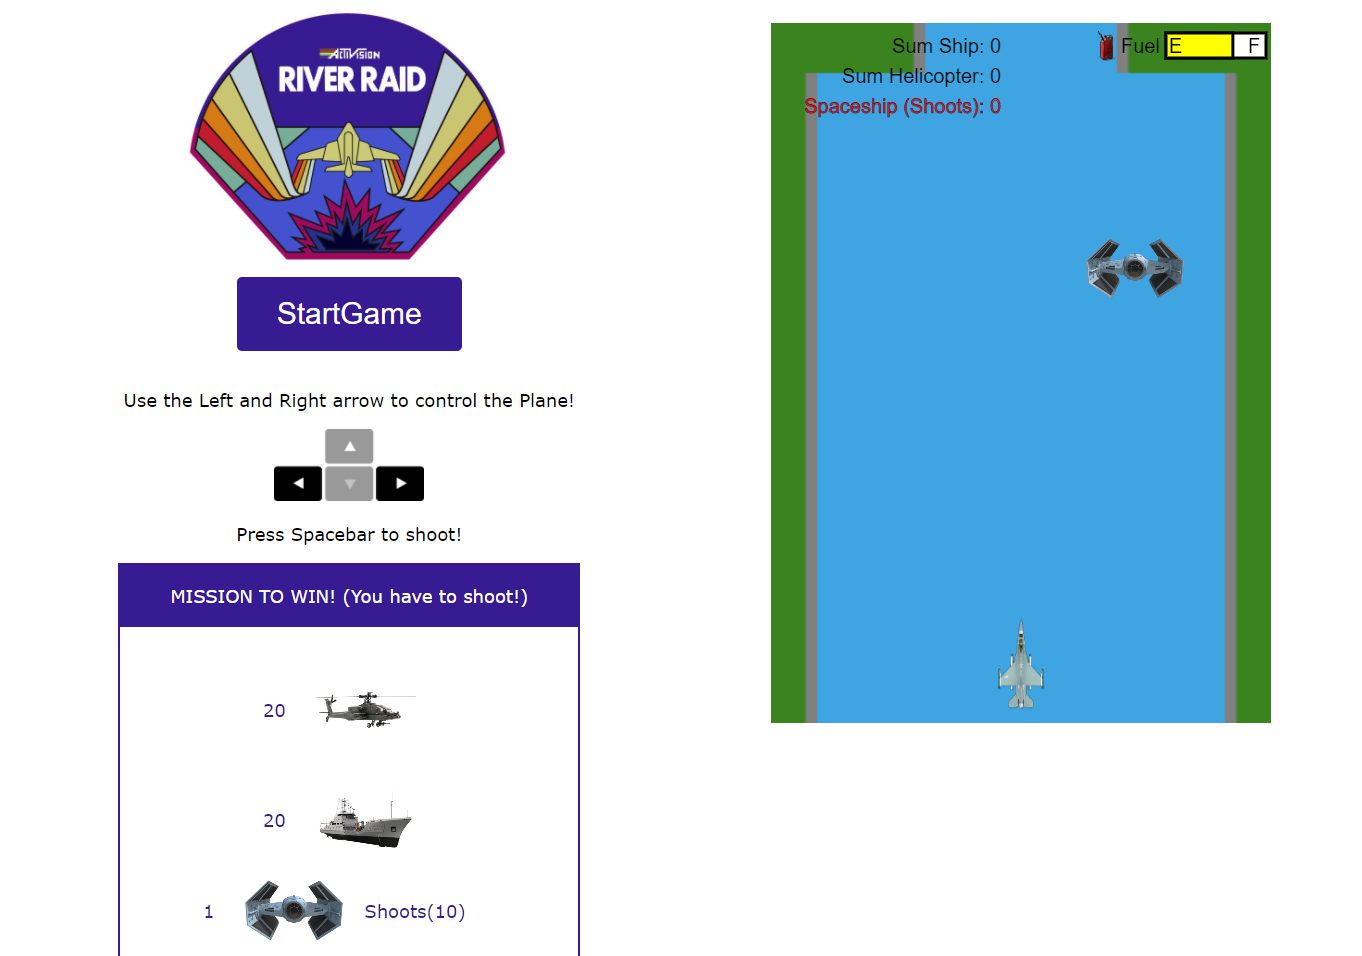 ACTIVISION
RIVER RAID
StartGame
Use the Left and Right arrow to control the Plane!
Press Spacebar to shoot!
MISSION TO WIN! (You have to shoot!)
20
20
1 Shoots(10)
Sum Ship: 0
Fuel E F
Sum Helicopter: 0
Spaceship (Shoots): 0